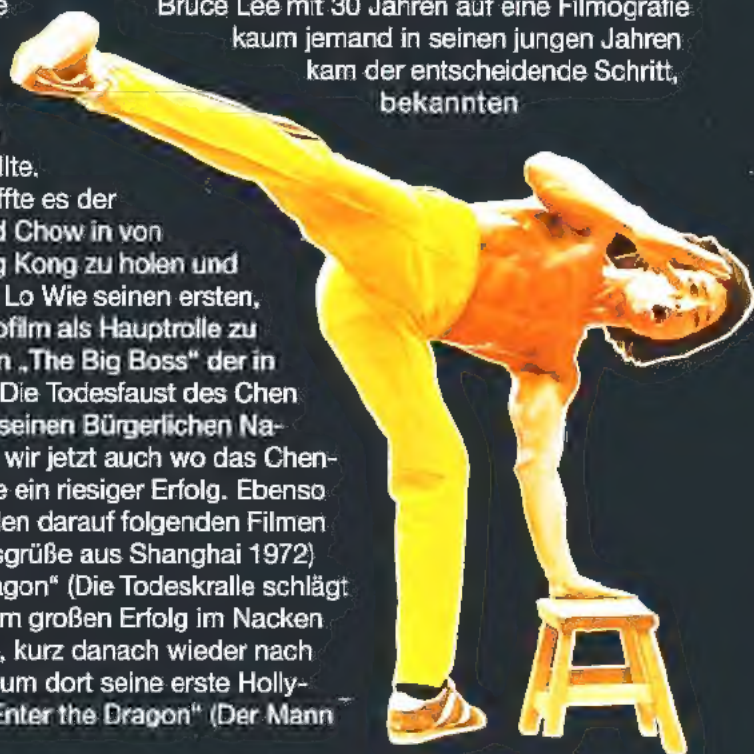 e
Bruce Lee mit 30 Jahren auf eine Filmografie
kaum jemand in seinen jungen Jahren
kam der entscheidende Schritt,
bekannten
llte.
ffte es der
d Chow in von
g Kong zu holen und
Lo Wie seinen ersten,
ofilm als Hauptrolle zu
n „The Big Boss“ der in
Die Todesfaust des Chen
seinen Bürgerlichen Na-
wir jetzt auch wo das Chen-
e ein riesiger Erfolg. Ebenso
len darauf folgenden Filmen
sgrüße aus Shanghai 1972)
agon“ (Die Todeskralle schlägt
m großen Erfolg im Nacken
, kurz danach wieder nach
um dort seine erste Holly-
Enter the Dragon“ (Der Mann